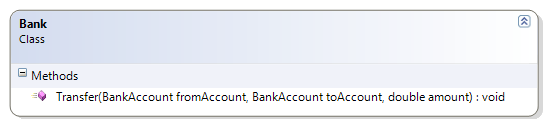 Bank
Class
Methods
Transfer(BankAccount fromAccount, BankAccount toAccount, double amount) : void